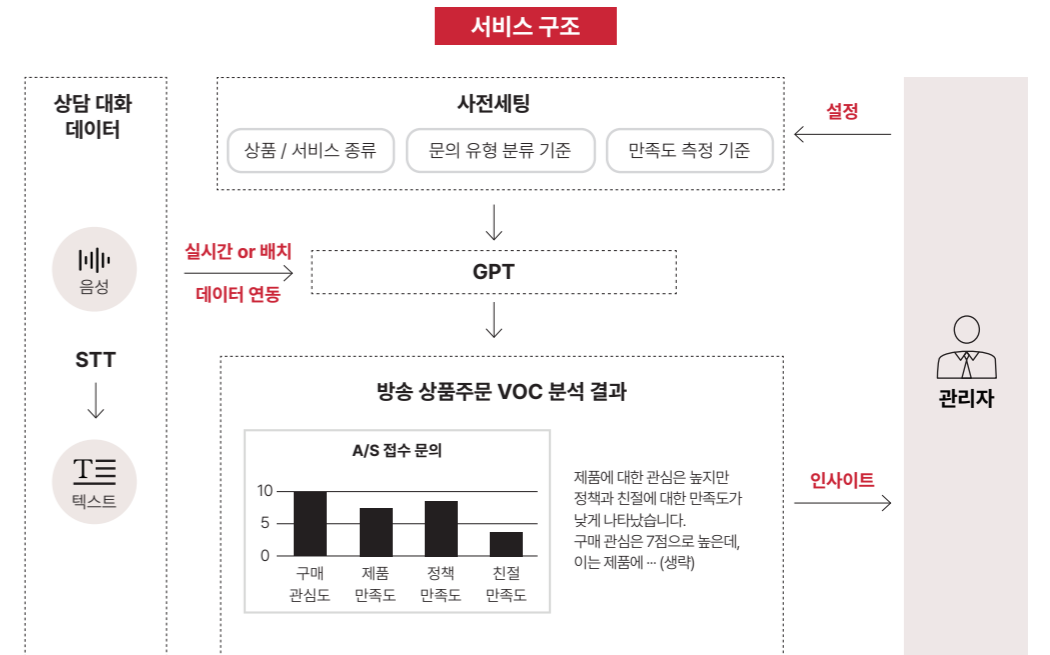 서비스 구조
상담 대화
데이터
음성
STT
T
텍스트
사전세팅
상품 / 서비스 종류
문의 유형 분류 기준
만족도 측정 기준
설정
실시간 or 배치
데이터 연동
GPT
방송 상품주문 VOC 분석 결과
A/S 접수 문의
10
5
0
구매
관심도
제품
만족도
정책
만족도
친절
만족도
제품에 대한 관심은 높지만
정책과 친절에 대한 만족도가
낮게 나타났습니다.
구매 관심은 7점으로 높은데,
이는 제품에 ··· (생략)
인사이트
관리자